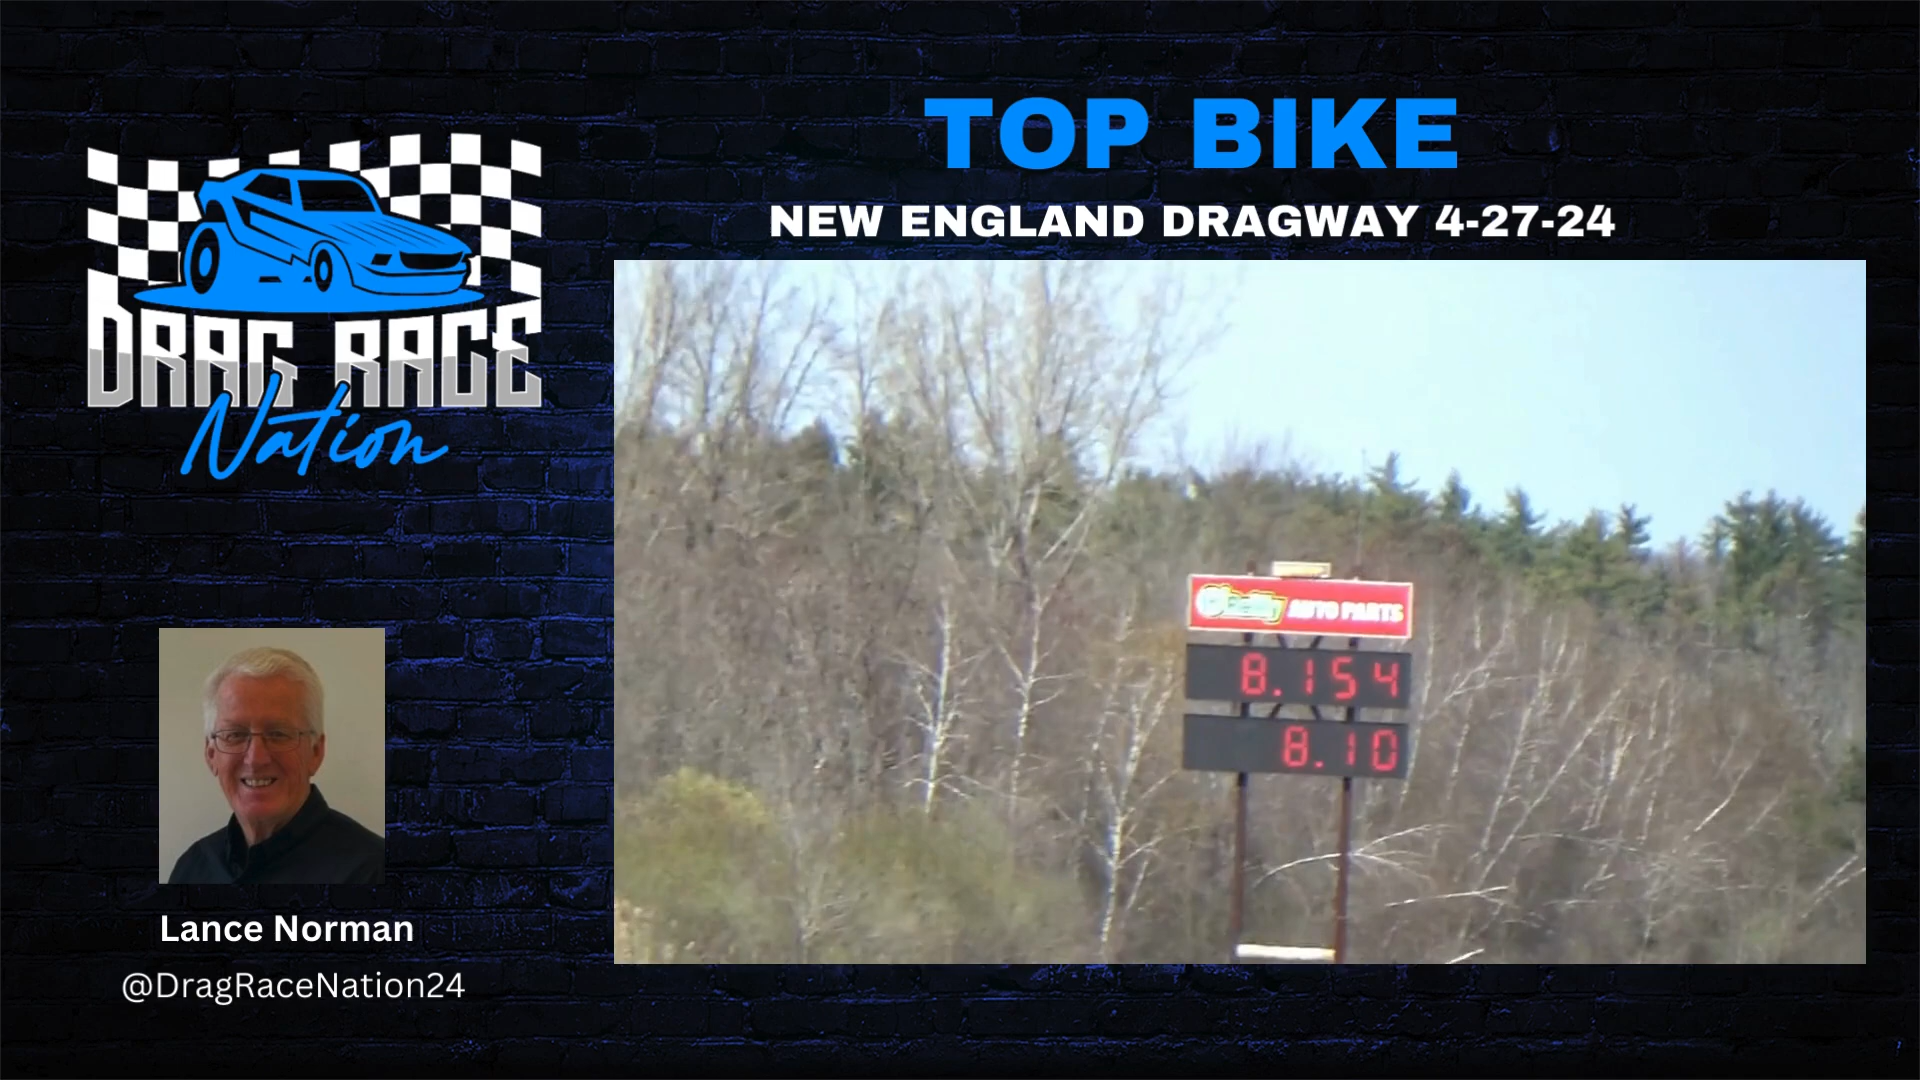 TOP BIKE
NEW ENGLAND DRAGWAY 4-27-24
DRAG RACE
Nation
O'Reilly AUTO PARTS
8.154
8.10
Lance Norman
@DragRaceNation24